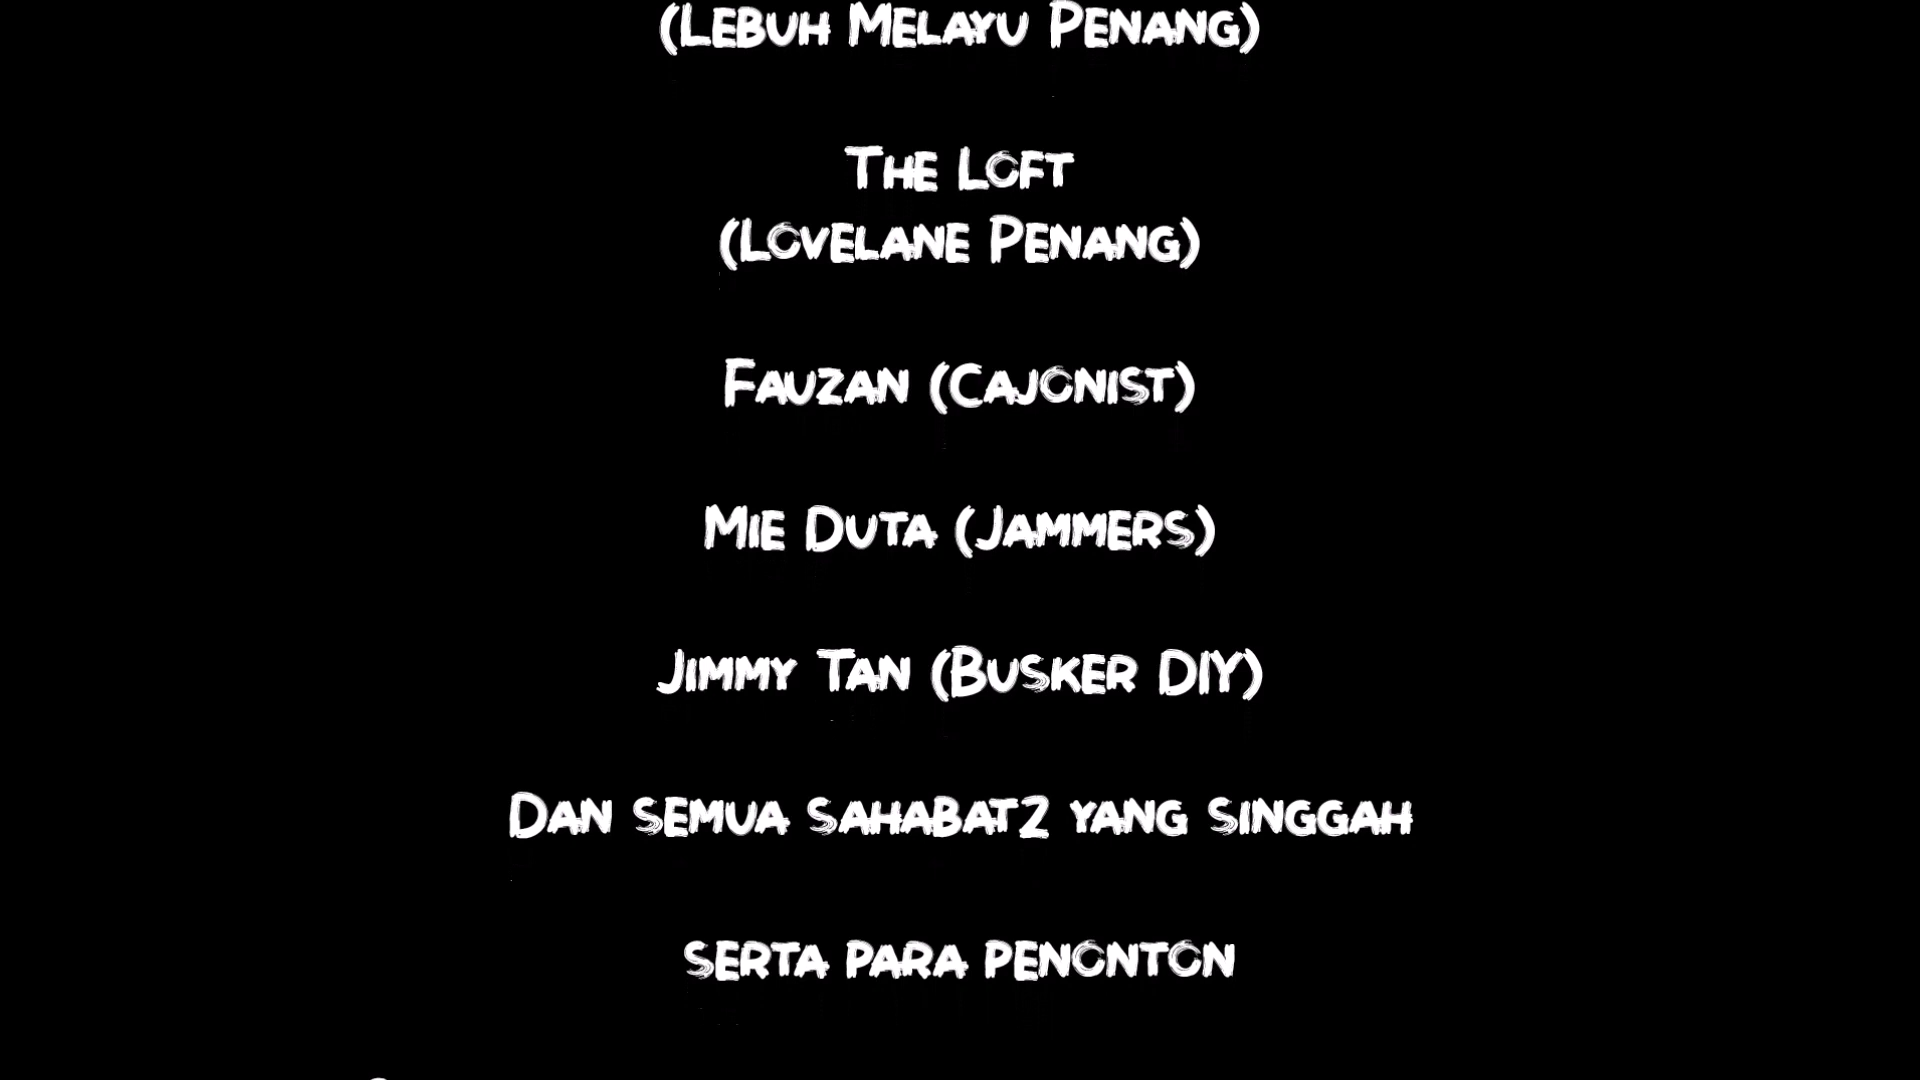 (Lebuh Melayu Penang)
The Loft
(Lovelane Penang)
Fauzan (Cajonist)
Mie Duta (Jammers)
Jimmy Tan (Busker DIY)
Dan semua sahabat2 yang singgah
serta para penonton